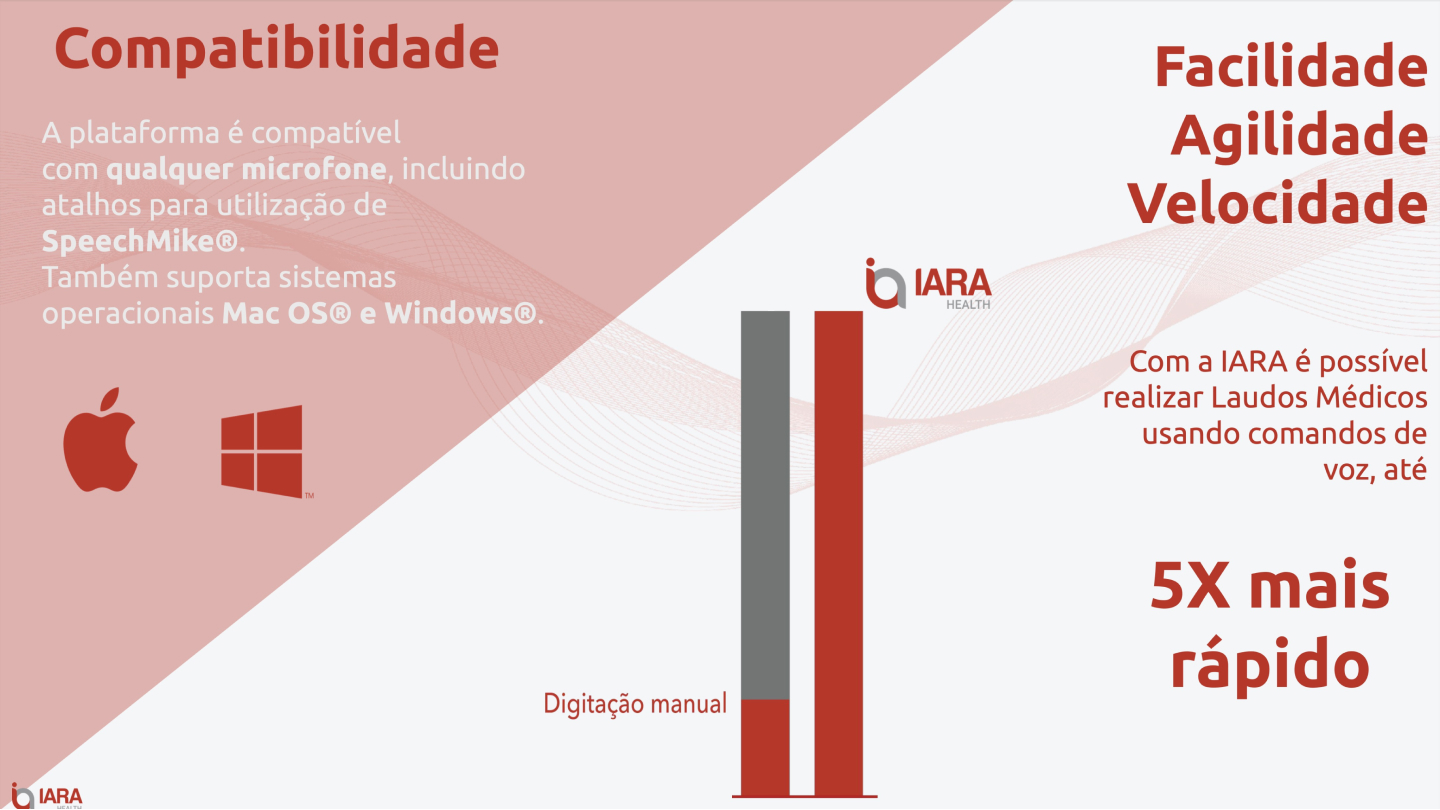 Compatibilidade
A plataforma é compatível
com qualquer microfone, incluindo
atalhos para utilização de
SpeechMike®.
Também suporta sistemas
operacionais Mac OS® e Windows®.
TM
Facilidade
Agilidade
Velocidade
IARA
HEALTH
Com a IARA é possível
realizar Laudos Médicos
usando comandos de
voz, até
5X mais
rápido
Digitação manual
IARA
HEALTH